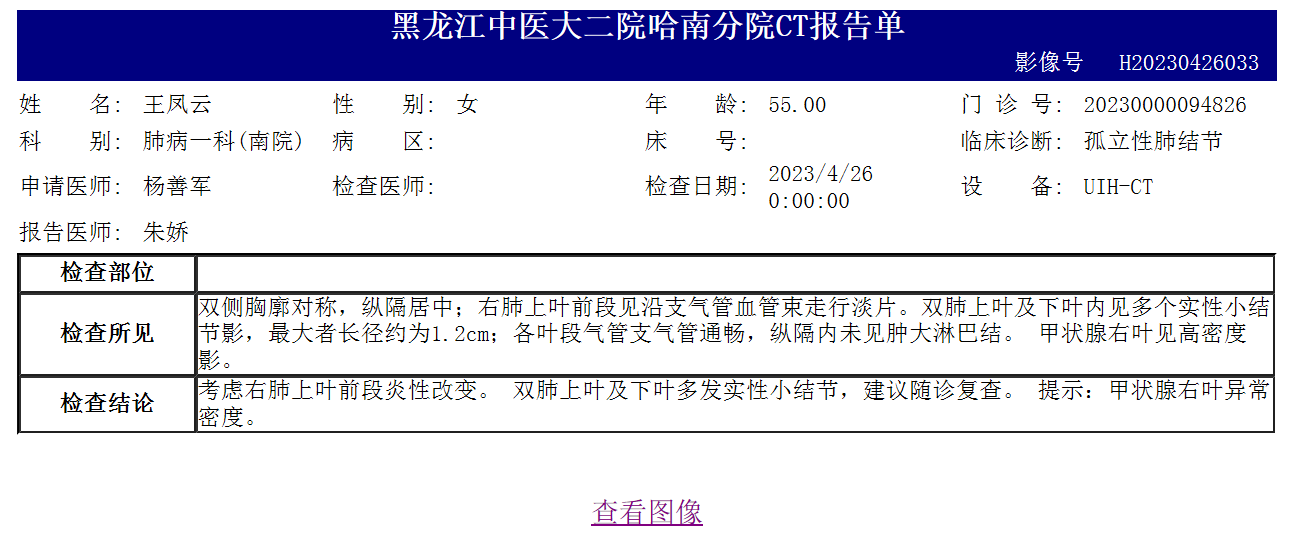 黑龙江中医大二院哈南分院CT报告单
影像号 H20230426033
姓 名: 王凤云 性 别: 女 年 龄: 55.00 门 诊 号: 20230000094826
科 别: 肺病一科(南院) 病 区: 床 号: 临床诊断: 孤立性肺结节
申请医师: 杨善军 检查医师: 检查日期: 2023/4/26 0:00:00 设 备: UIH-CT
报告医师: 朱娇
检查部位
检查所见
双侧胸廓对称，纵隔居中；右肺上叶前段见沿支气管血管束走行淡片。双肺上叶及下叶内见多个实性小结
节影，最大者长径约为1.2cm；各叶段气管支气管通畅，纵隔内未见肿大淋巴结。 甲状腺右叶见高密度
影。
检查结论
考虑右肺上叶前段炎性改变。 双肺上叶及下叶多发实性小结节，建议随诊复查。 提示：甲状腺右叶异常
密度。
查看图像